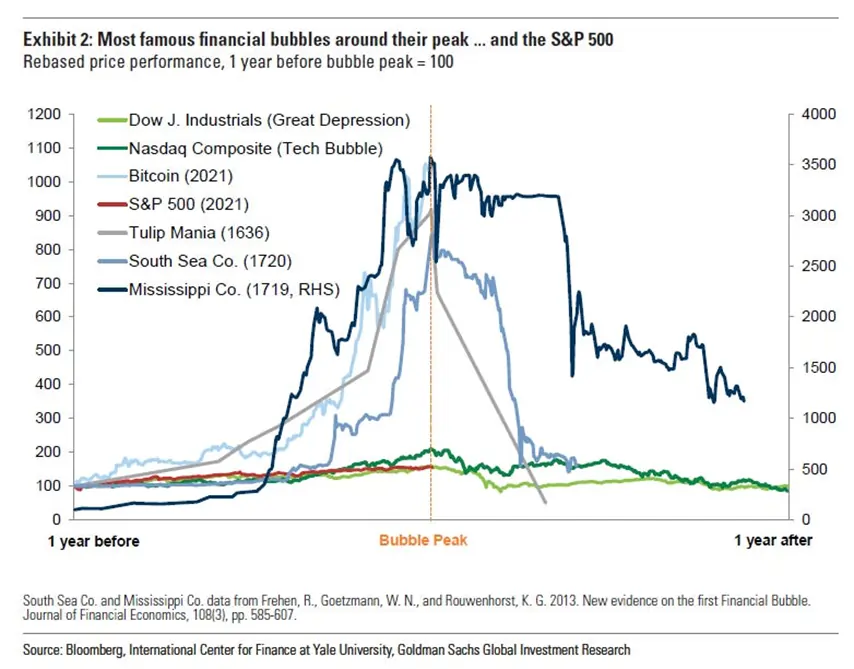 Exhibit 2: Most famous financial bubbles around their peak ... and the S&P 500
Rebased price performance, 1 year before bubble peak = 100
1200
1100
1000
900
800
700
600
500
400
300
200
100
0
Dow J. Industrials (Great Depression)
Nasdaq Composite (Tech Bubble)
Bitcoin (2021)
S&P 500 (2021)
Tulip Mania (1636)
South Sea Co. (1720)
Mississippi Co. (1719, RHS)
4000
3500
3000
2500
2000
1500
1000
500
0
1 year before
Bubble Peak
1 year after
South Sea Co. and Mississippi Co. data from Frehen, R., Goetzmann, W. N., and Rouwenhorst, K. G. 2013. New evidence on the first Financial Bubble.
Journal of Financial Economics, 108(3), pp. 585-607.
Source: Bloomberg, International Center for Finance at Yale University, Goldman Sachs Global Investment Research